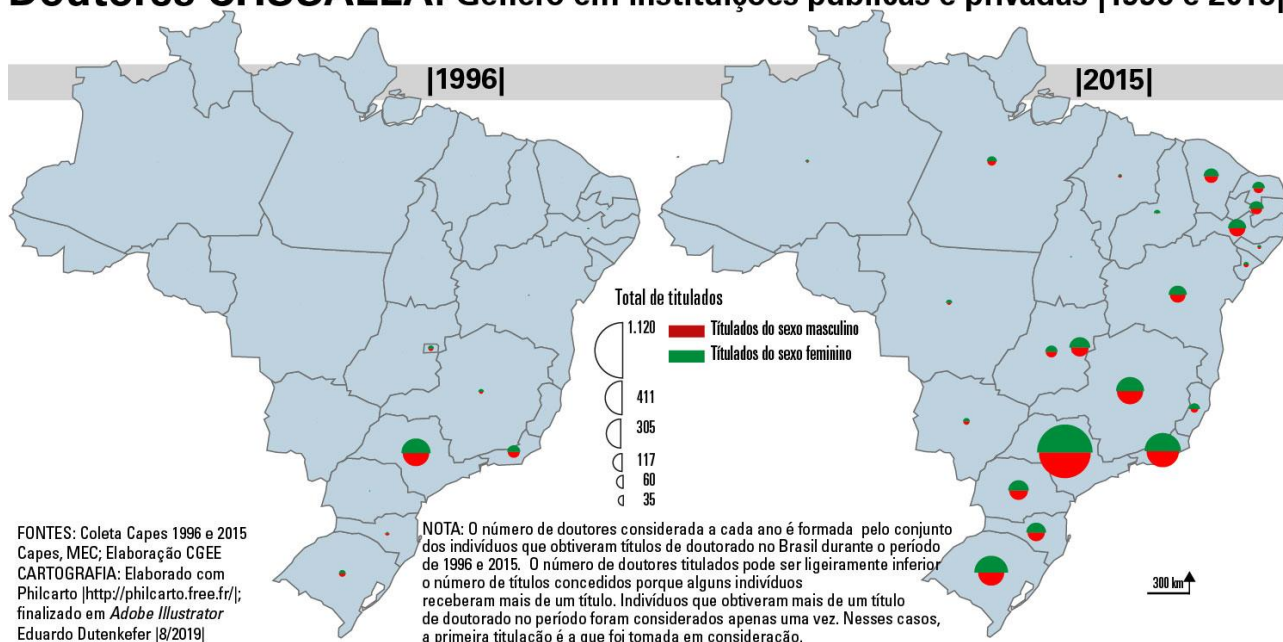 Doutores CHSSALLA: Gênero em instituições públicas e privadas |1996 e 2015|
|1996|
|2015|
Total de titulados
1.120
411
305
117
60
35
Títulados do sexo masculino
Títulados do sexo feminino
FONTES: Coleta Capes 1996 e 2015
Capes, MEC; Elaboração CGEE
CARTOGRAFIA: Elaborado com
Philcarto |http://philcarto.free.fr/|;
finalizado em Adobe Illustrator
Eduardo Dutenkefer |8/2019|
NOTA: O número de doutores considerada a cada ano é formada pelo conjunto
dos indivíduos que obtiveram títulos de doutorado no Brasil durante o período
de 1996 e 2015. O número de doutores titulados pode ser ligeiramente inferior
o número de títulos concedidos porque alguns indivíduos
receberam mais de um título. Indivíduos que obtiveram mais de um título
de doutorado no período foram considerados apenas uma vez. Nesses casos,
a primeira titulação é a que foi tomada em consideração.
300 km